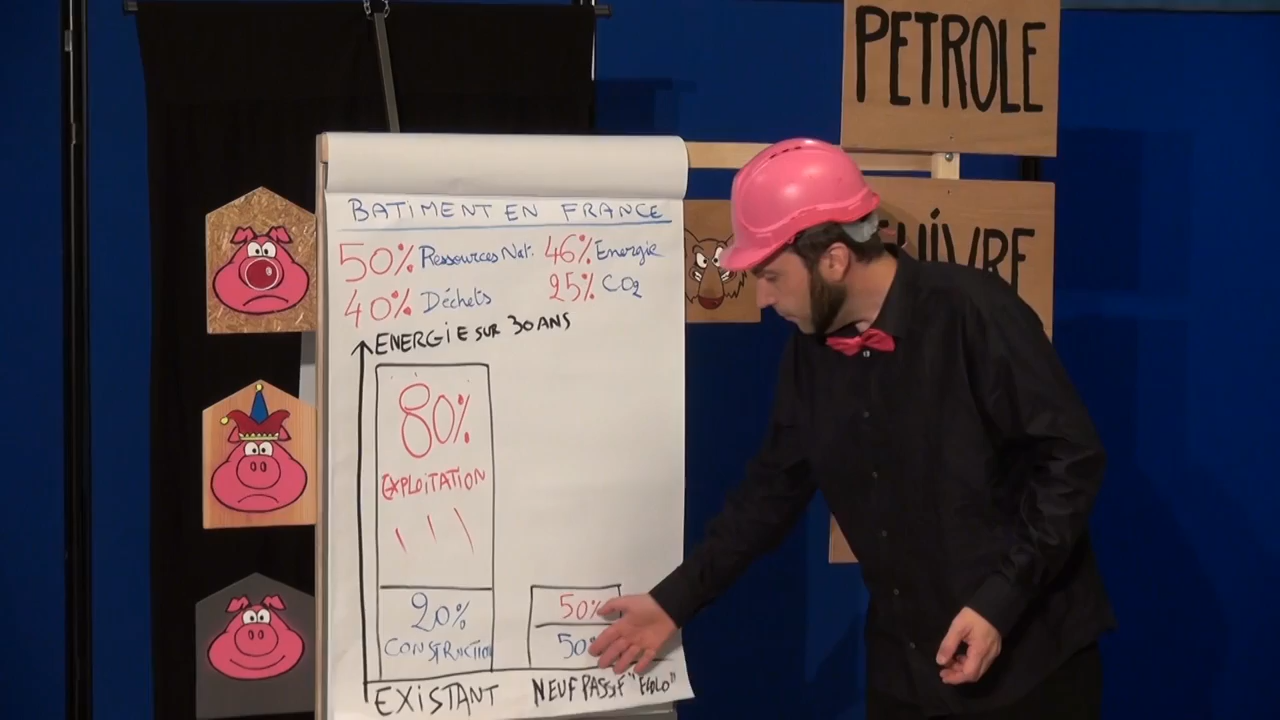 PETROLE
CUIVRE
BATIMENT EN FRANCE
50% Ressources Nat. 46% Energie
40% Déchets 25% CO2
ENERGIE SUR 30 ANS
80%
EXPLOITATION
20%
CONSTRUCTION
50%
50%
EXISTANT
NEUF PASSIF "ECOLO"